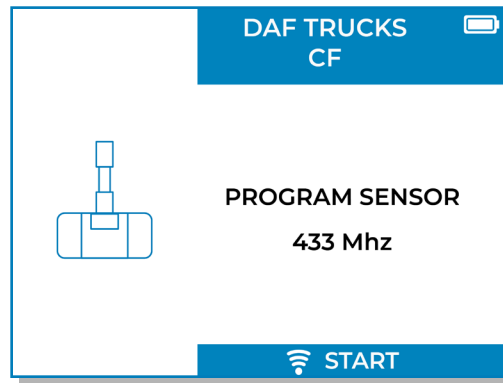 DAF TRUCKS
CF
PROGRAM SENSOR
433 Mhz
START